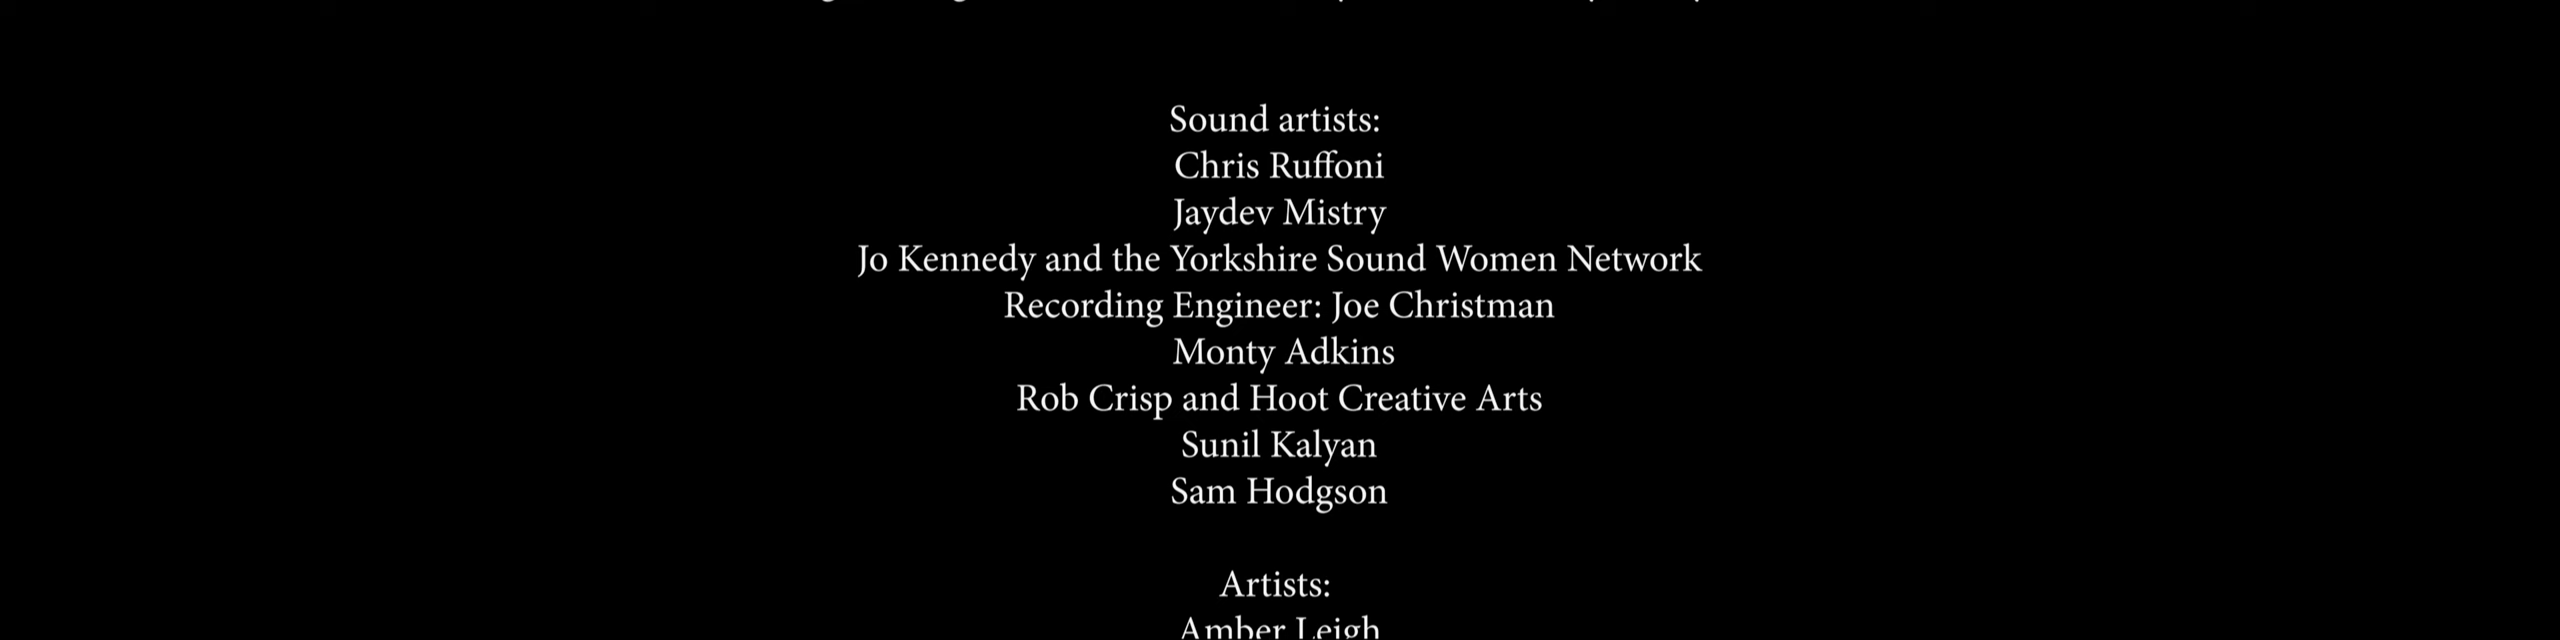 Sound artists:
Chris Ruffoni
Jaydev Mistry
Jo Kennedy and the Yorkshire Sound Women Network
Recording Engineer: Joe Christman
Monty Adkins
Rob Crisp and Hoot Creative Arts
Sunil Kalyan
Sam Hodgson
Artists:
Amber Leigh